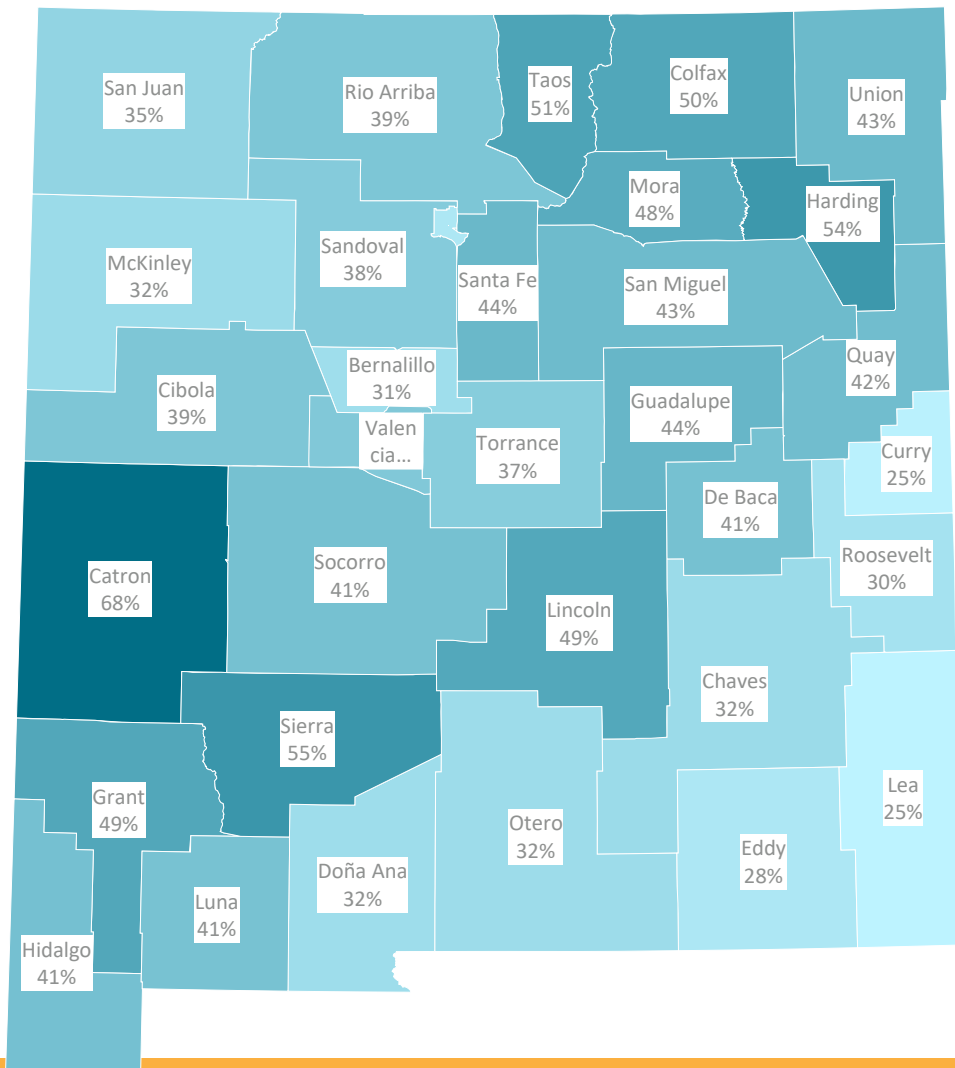 San Juan
35%
Rio Arriba
39%
Taos
51%
Colfax
50%
Union
43%
Mora
48%
Harding
54%
McKinley
32%
Sandoval
38%
Santa Fe
44%
San Miguel
43%
Bernalillo
31%
Quay
42%
Cibola
39%
Guadalupe
44%
Valen
cia...
Torrance
37%
Curry
25%
De Baca
41%
Roosevelt
30%
Catron
68%
Socorro
41%
Lincoln
49%
Chaves
32%
Sierra
55%
Grant
49%
Lea
25%
Otero
32%
Eddy
28%
Doña Ana
32%
Luna
41%
Hidalgo
41%